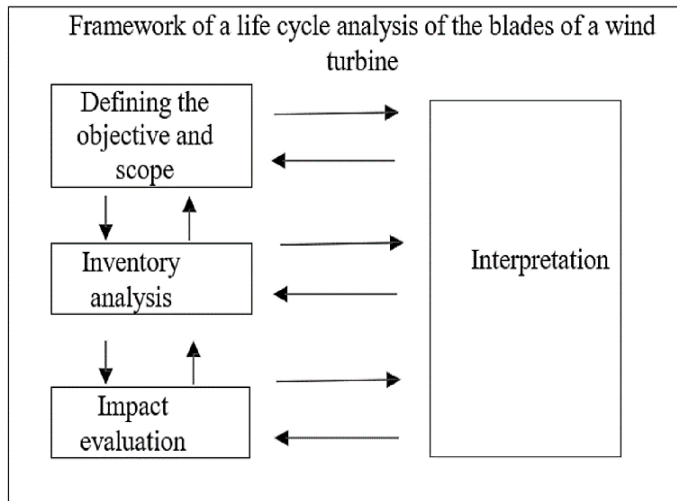 Framework of a life cycle analysis of the blades of a wind
turbine
Defining the
objective and
scope
Inventory
analysis
Impact
evaluation
Interpretation